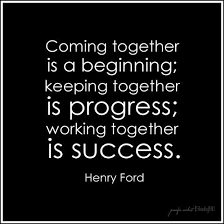 Coming together
is a beginning;
keeping together
is progress;
working together
is success.
Henry Ford